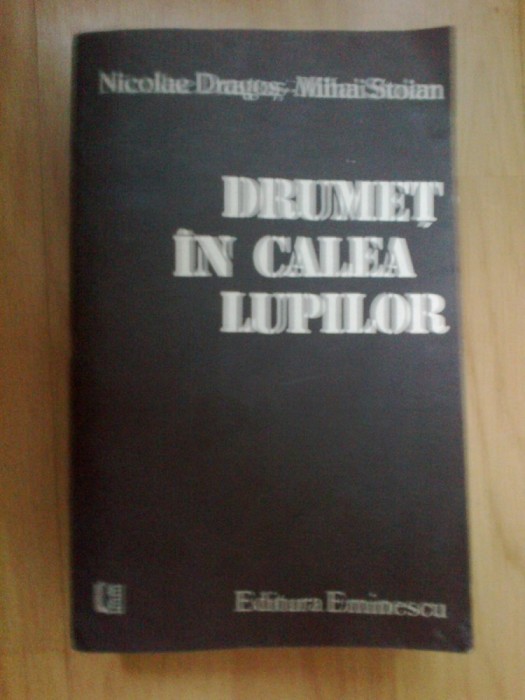 Nicolae Dragoș, Mihai Stoian
DRUMEȚ
ÎN CALEA
LUPILOR
Editura Eminescu